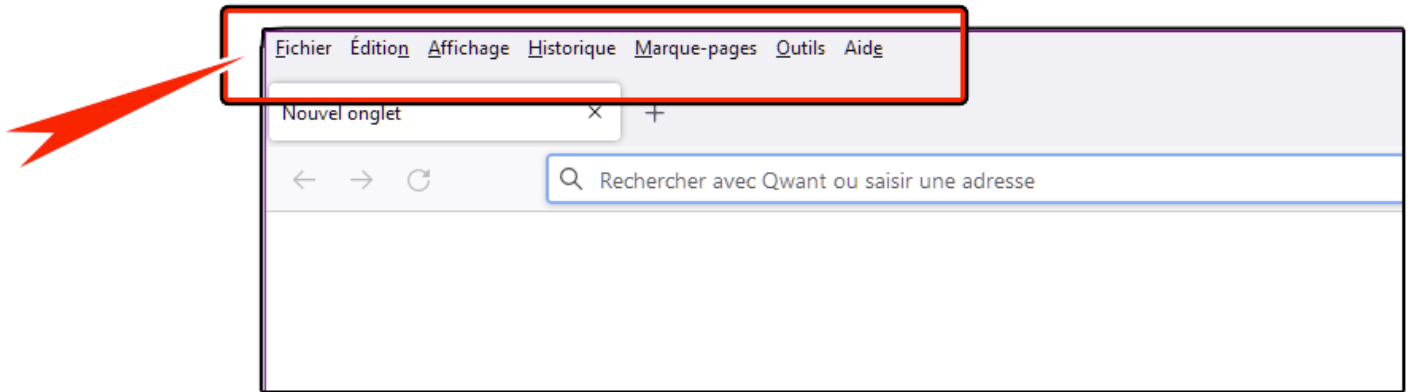 Fichier Édition Affichage Historique Marque-pages Outils Aide
Nouvel onglet
Rechercher avec Qwant ou saisir une adresse